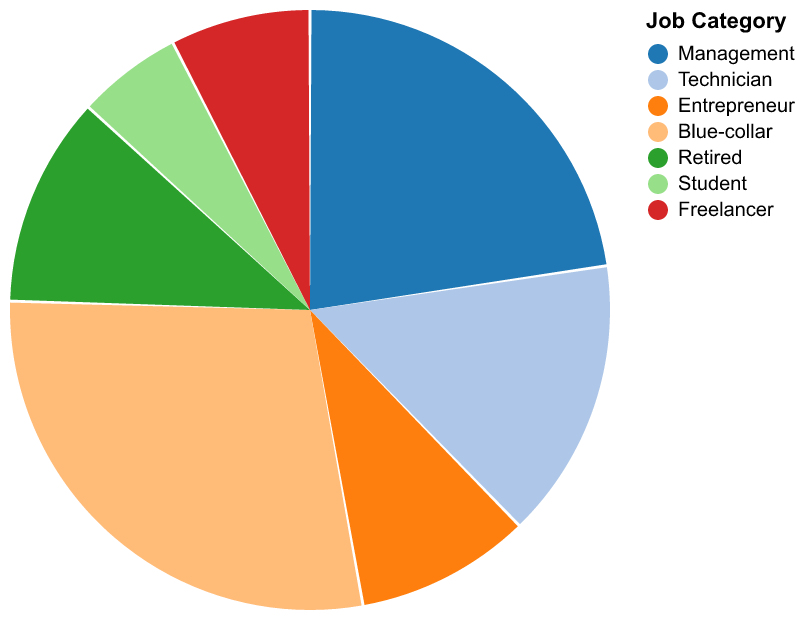 Job Category
Management
Technician
Entrepreneur
Blue-collar
Retired
Student
Freelancer